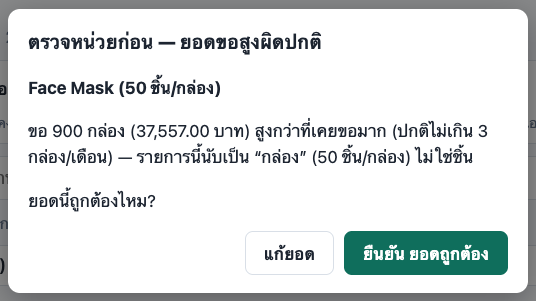 ตรวจหน่วยก่อน — ยอดขอสูงผิดปกติ
Face Mask (50 ชิ้น/กล่อง)
ขอ 900 กล่อง (37,557.00 บาท) สูงกว่าที่เคยขอมาก (ปกติไม่เกิน 3
กล่อง/เดือน) — รายการนี้นับเป็น “กล่อง” (50 ชิ้น/กล่อง) ไม่ใช่ชิ้น
ยอดนี้ถูกต้องไหม?
แก้ยอด
ยืนยัน ยอดถูกต้อง